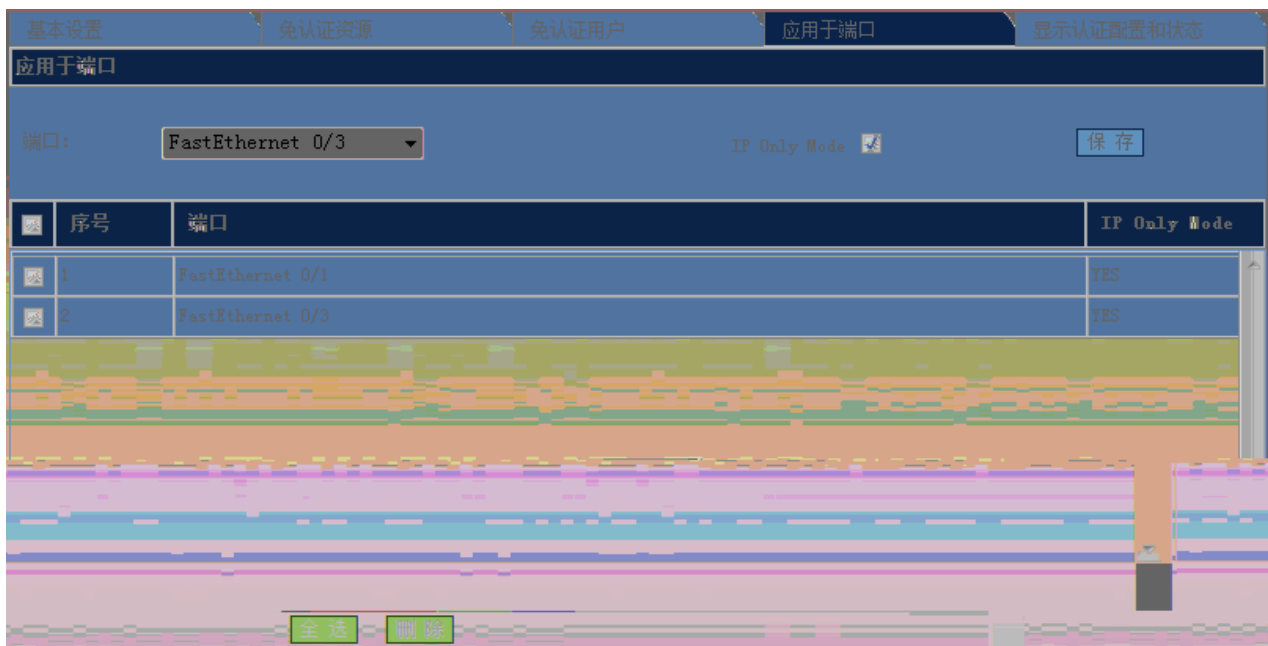 基本设置 免认证资源 免认证用户 应用于端口 显示认证配置和状态
应用于端口
端口: FastEthernet 0/3 IP Only Mode 保 存
序号 端口 IP Only Mode
1 FastEthernet 0/1 YES
2 FastEthernet 0/3 YES
全 选 删 除